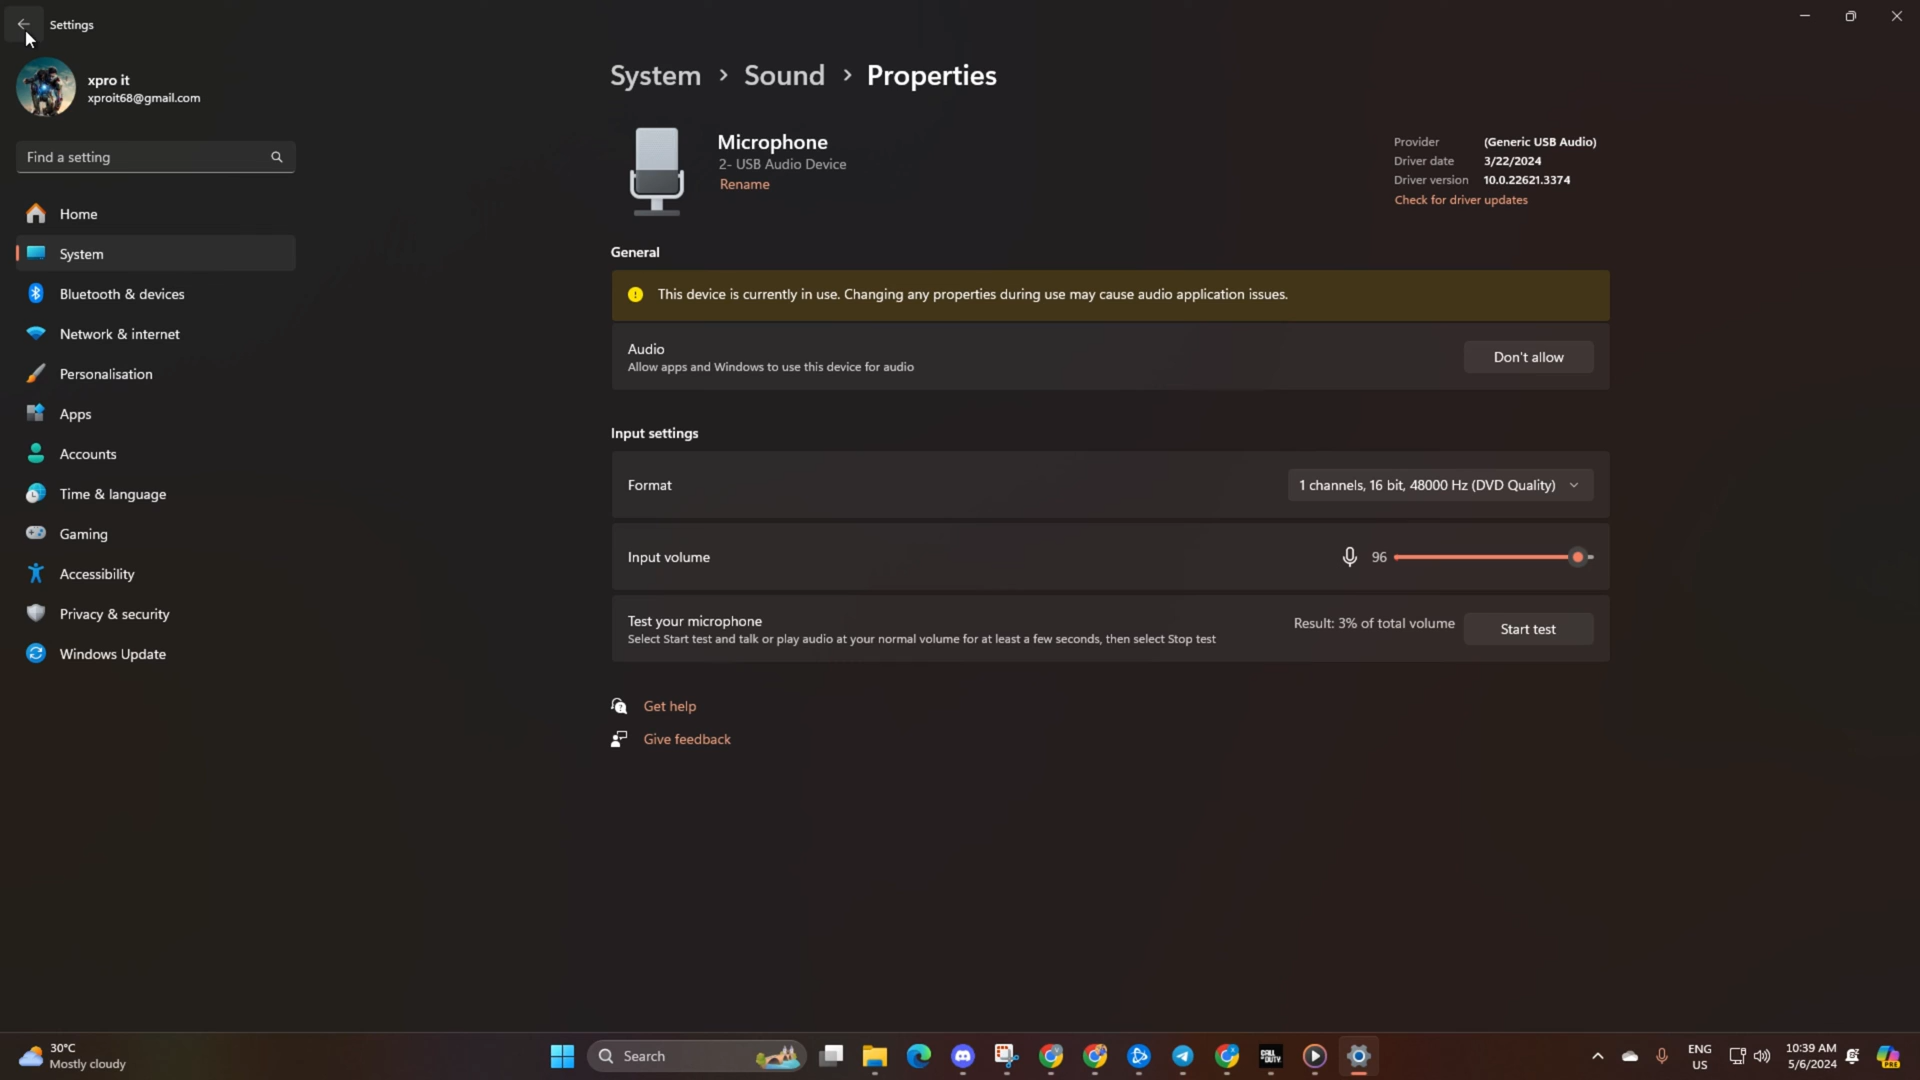 Settings
xpro it
xproit68@gmail.com
Find a setting
Home
System
Bluetooth & devices
Network & internet
Personalisation
Apps
Accounts
Time & language
Gaming
Accessibility
Privacy & security
Windows Update
System > Sound > Properties
Microphone
2- USB Audio Device
Rename
Provider (Generic USB Audio)
Driver date 3/22/2024
Driver version 10.0.22621.3374
Check for driver updates
General
This device is currently in use. Changing any properties during use may cause audio application issues.
Audio
Allow apps and Windows to use this device for audio
Don't allow
Input settings
Format
1 channels, 16 bit, 48000 Hz (DVD Quality)
Input volume
96
Test your microphone
Select Start test and talk or play audio at your normal volume for at least a few seconds, then select Stop test
Result: 3% of total volume
Start test
Get help
Give feedback
30°C
Mostly cloudy
Search
CALL DUTY
ENG
US
10:39 AM
5/6/2024
PRE